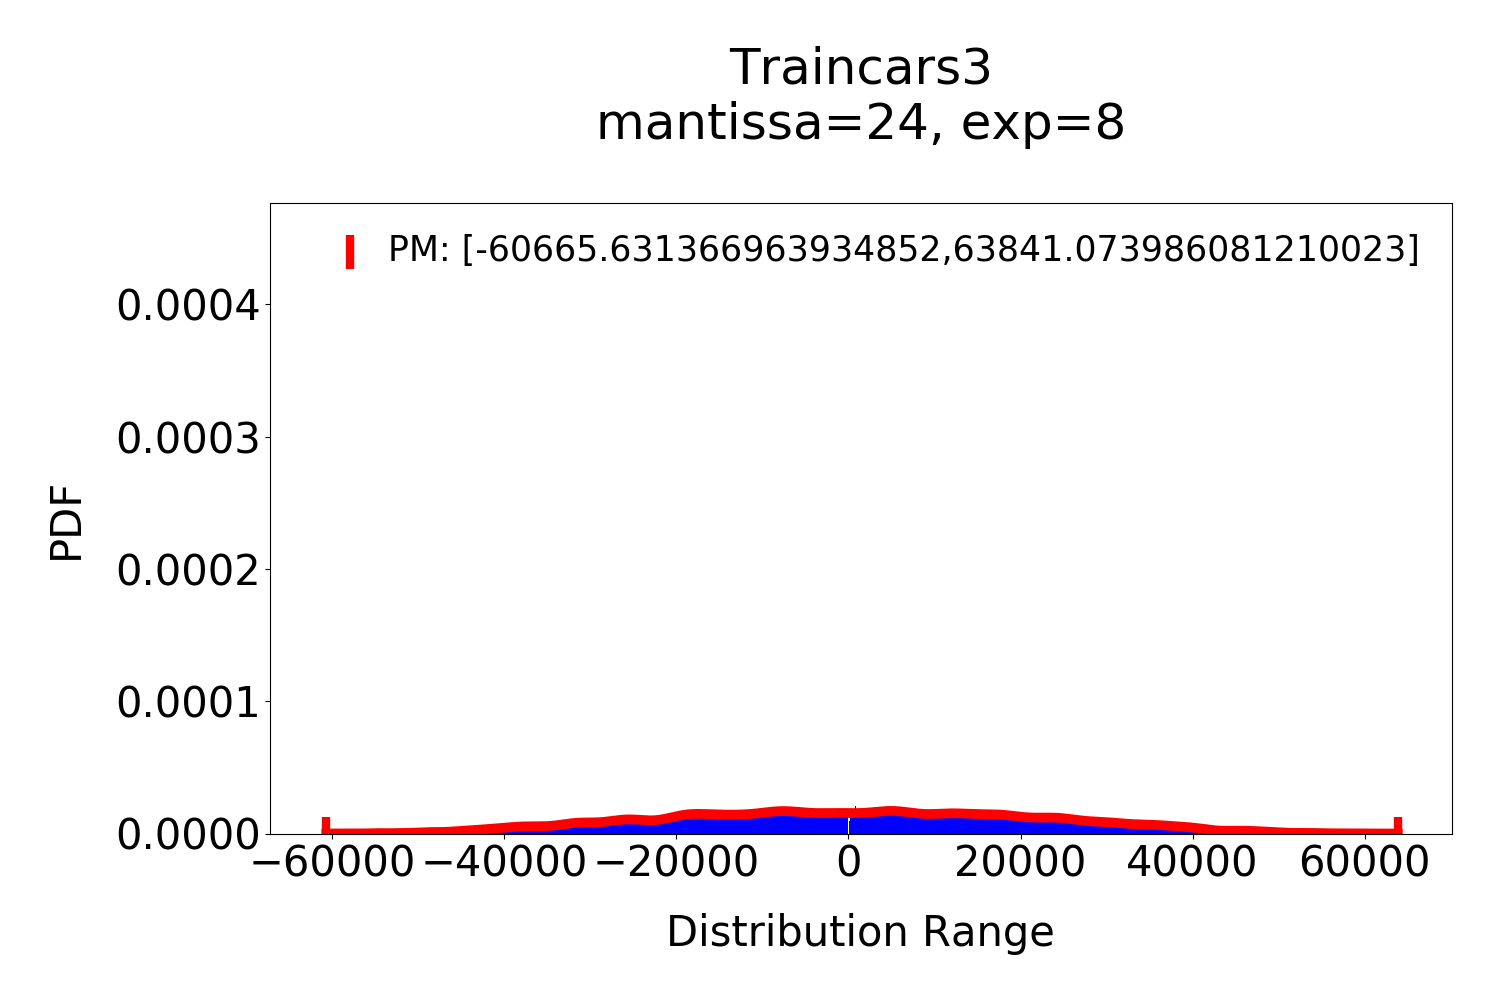 Traincars3
mantissa=24, exp=8
PM: [-60665.631366963934852,63841.073986081210023]
0.0004
0.0003
0.0002
0.0001
0.0000
PDF
−60000 −40000 −20000 0 20000 40000 60000
Distribution Range